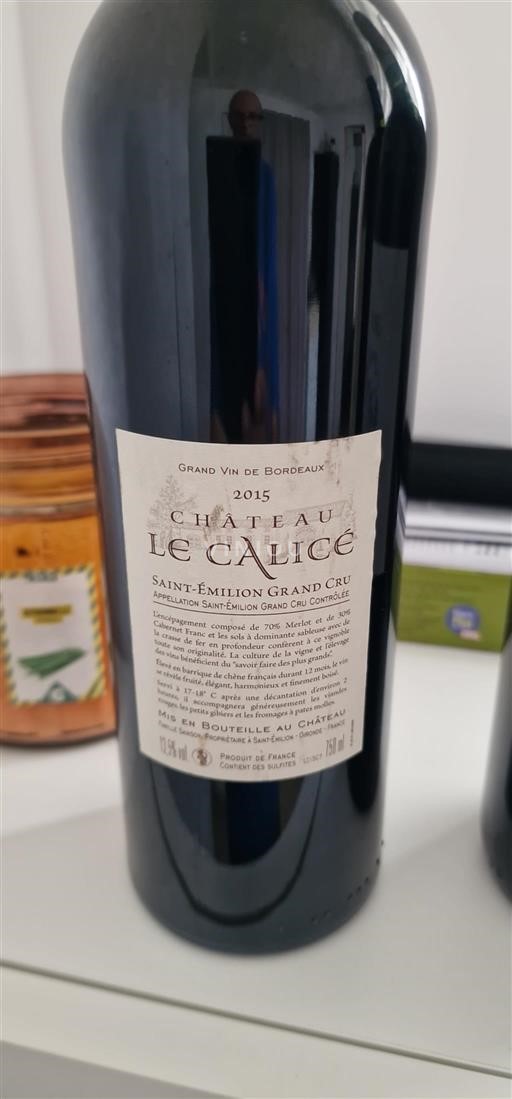 GRAND VIN DE BORDEAUX
2015
CHÂTEAU
LE CALICÉ
SAINT-ÉMILION GRAND CRU
APPELLATION SAINT-ÉMILION GRAND CRU CONTRÔLÉE
L'encépagement composé de 70% Merlot et de 30%
Cabernet Franc et les sols à dominante sableuse avec de
la crasse de fer en profondeur confèrent à ce vignoble
toute son originalité. La culture de la vigne et l'élevage
des vins bénéficient du "savoir faire des plus grands".
Élevé en barrique de chêne français durant 12 mois, le vin
se révèle fruité, élégant, harmonieux et finement boisé.
Servi à 17-18° C après une décantation d'environ 2
heures, il accompagnera généreusement les viandes
rouges, les petits gibiers et les fromages à pates molles.
MIS EN BOUTEILLE AU CHÂTEAU
PROPRIÉTAIRE À SAINT-ÉMILION - GIRONDE - FRANCE
13,5% vol
PRODUIT DE FRANCE
CONTIENT DES SULFITES
750 ml